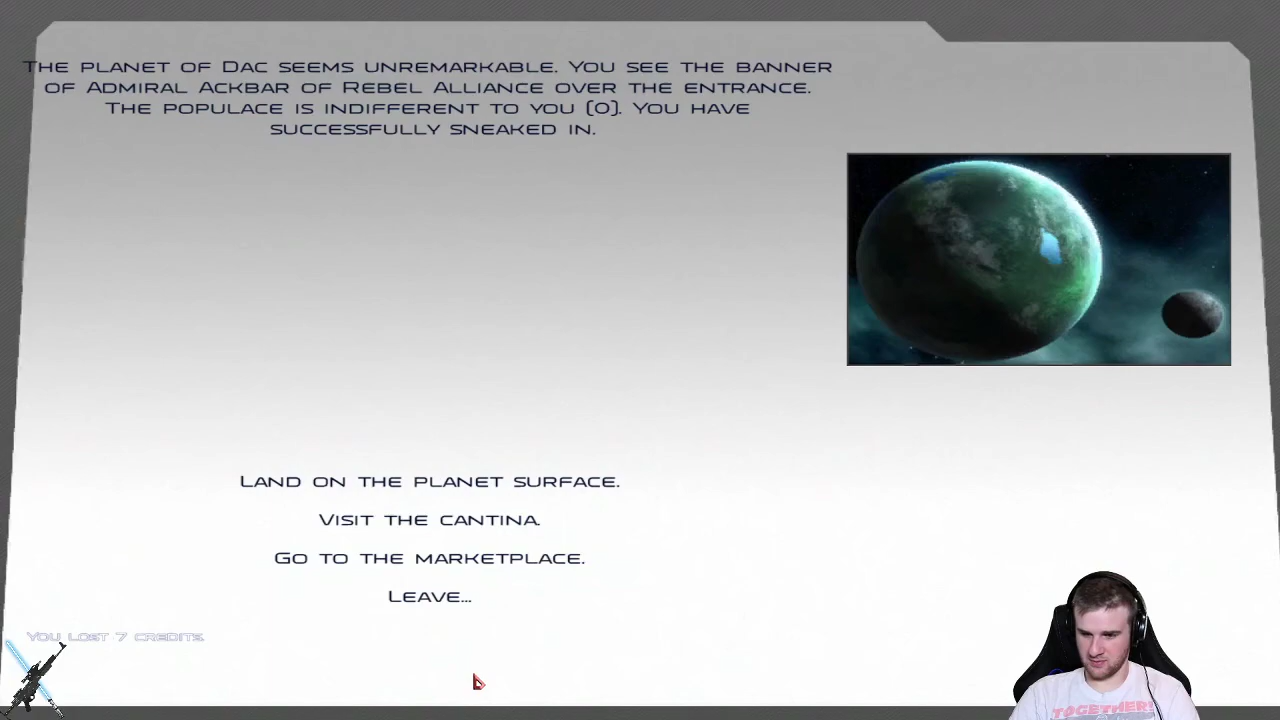 The planet of Dac seems unremarkable. You see the banner
of Admiral Ackbar of Rebel Alliance over the entrance.
The populace is indifferent to you (0). You have
successfully sneaked in.
Land on the planet surface.
Visit the cantina.
Go to the marketplace.
Leave...
You lost 7 credits.
TOGETHER!